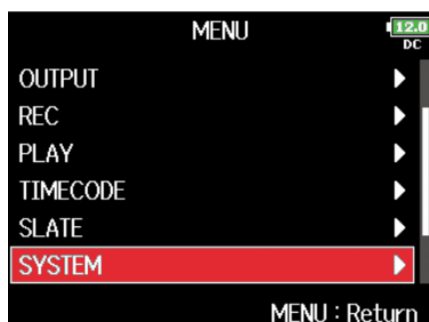 MENU
12.0
DC
OUTPUT
REC
PLAY
TIMECODE
SLATE
SYSTEM
MENU : Return